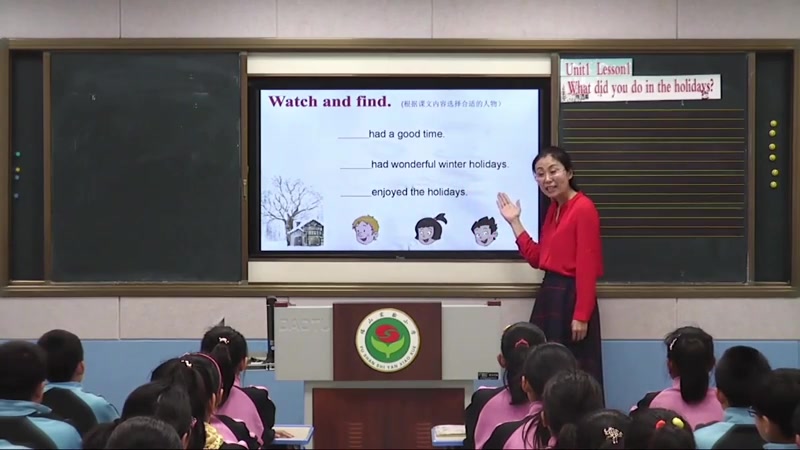 Unit1 Lesson1
What did you do in the holidays?
Watch and find. (根据课文内容选择合适的人物)
______had a good time.
______had wonderful winter holidays.
______enjoyed the holidays.